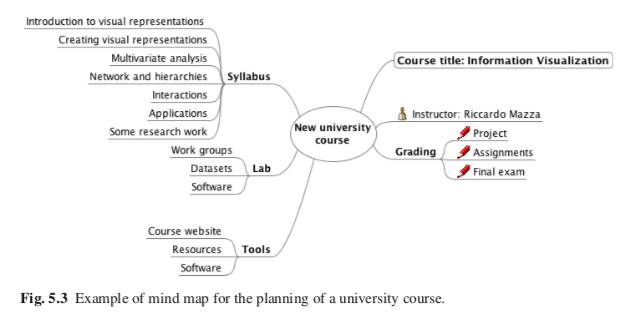 Introduction to visual representations
Creating visual representations
Multivariate analysis
Network and hierarchies
Interactions
Applications
Some research work
Syllabus
Work groups
Datasets
Software
Lab
Course website
Resources
Software
Tools
New university
course
Course title: Information Visualization
Instructor: Riccardo Mazza
Grading
Project
Assignments
Final exam
Fig. 5.3 Example of mind map for the planning of a university course.